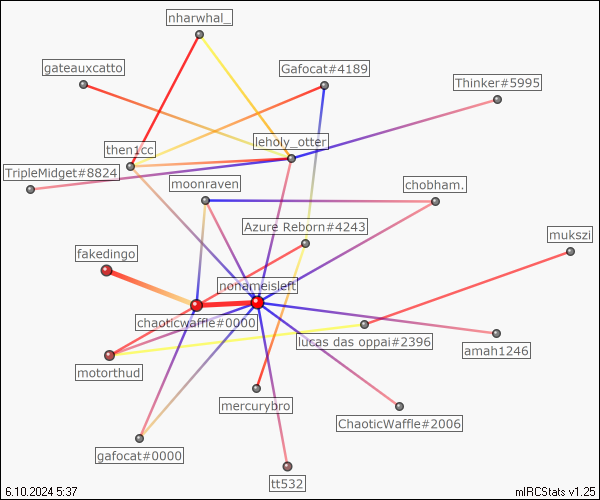 nharwhal_
gateauxcatto
Gafocat#4189
Thinker#5995
then1cc
leholy_otter
TripleMidget#8824
moonraven
chobham.
Azure Reborn#4243
mukszi
fakedingo
nonameisleft
chaoticwaffle#0000
lucas das oppai#2396
amah1246
motorthud
mercurybro
ChaoticWaffle#2006
gafocat#0000
tt532
6.10.2024 5:37
mIRCStats v1.25